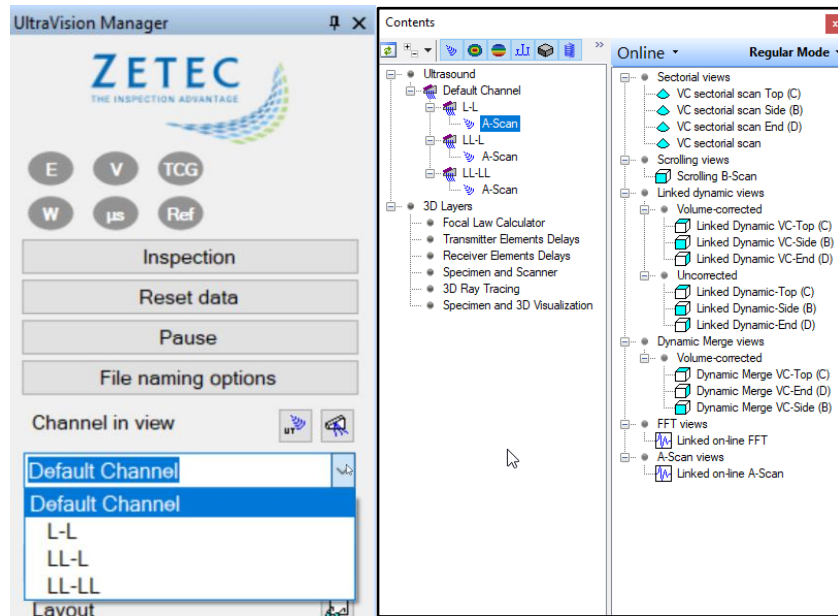 UltraVision Manager
ZETEC
THE INSPECTION ADVANTAGE
E
V
TCG
W
µs
Ref
Inspection
Reset data
Pause
File naming options
Channel in view
UT
Default Channel
Default Channel
L-L
LL-L
LL-LL
Layout
Contents
Ultrasound
Default Channel
L-L
A-Scan
LL-L
A-Scan
LL-LL
A-Scan
3D Layers
Focal Law Calculator
Transmitter Elements Delays
Receiver Elements Delays
Specimen and Scanner
3D Ray Tracing
Specimen and 3D Visualization
Online
Regular Mode
Sectorial views
VC sectorial scan Top (C)
VC sectorial scan Side (B)
VC sectorial scan End (D)
VC sectorial scan
Scrolling views
Scrolling B-Scan
Linked dynamic views
Volume-corrected
Linked Dynamic VC-Top (C)
Linked Dynamic VC-Side (B)
Linked Dynamic VC-End (D)
Uncorrected
Linked Dynamic-Top (C)
Linked Dynamic-Side (B)
Linked Dynamic-End (D)
Dynamic Merge views
Volume-corrected
Dynamic Merge VC-Top (C)
Dynamic Merge VC-End (D)
Dynamic Merge VC-Side (B)
FFT views
Linked on-line FFT
A-Scan views
Linked on-line A-Scan